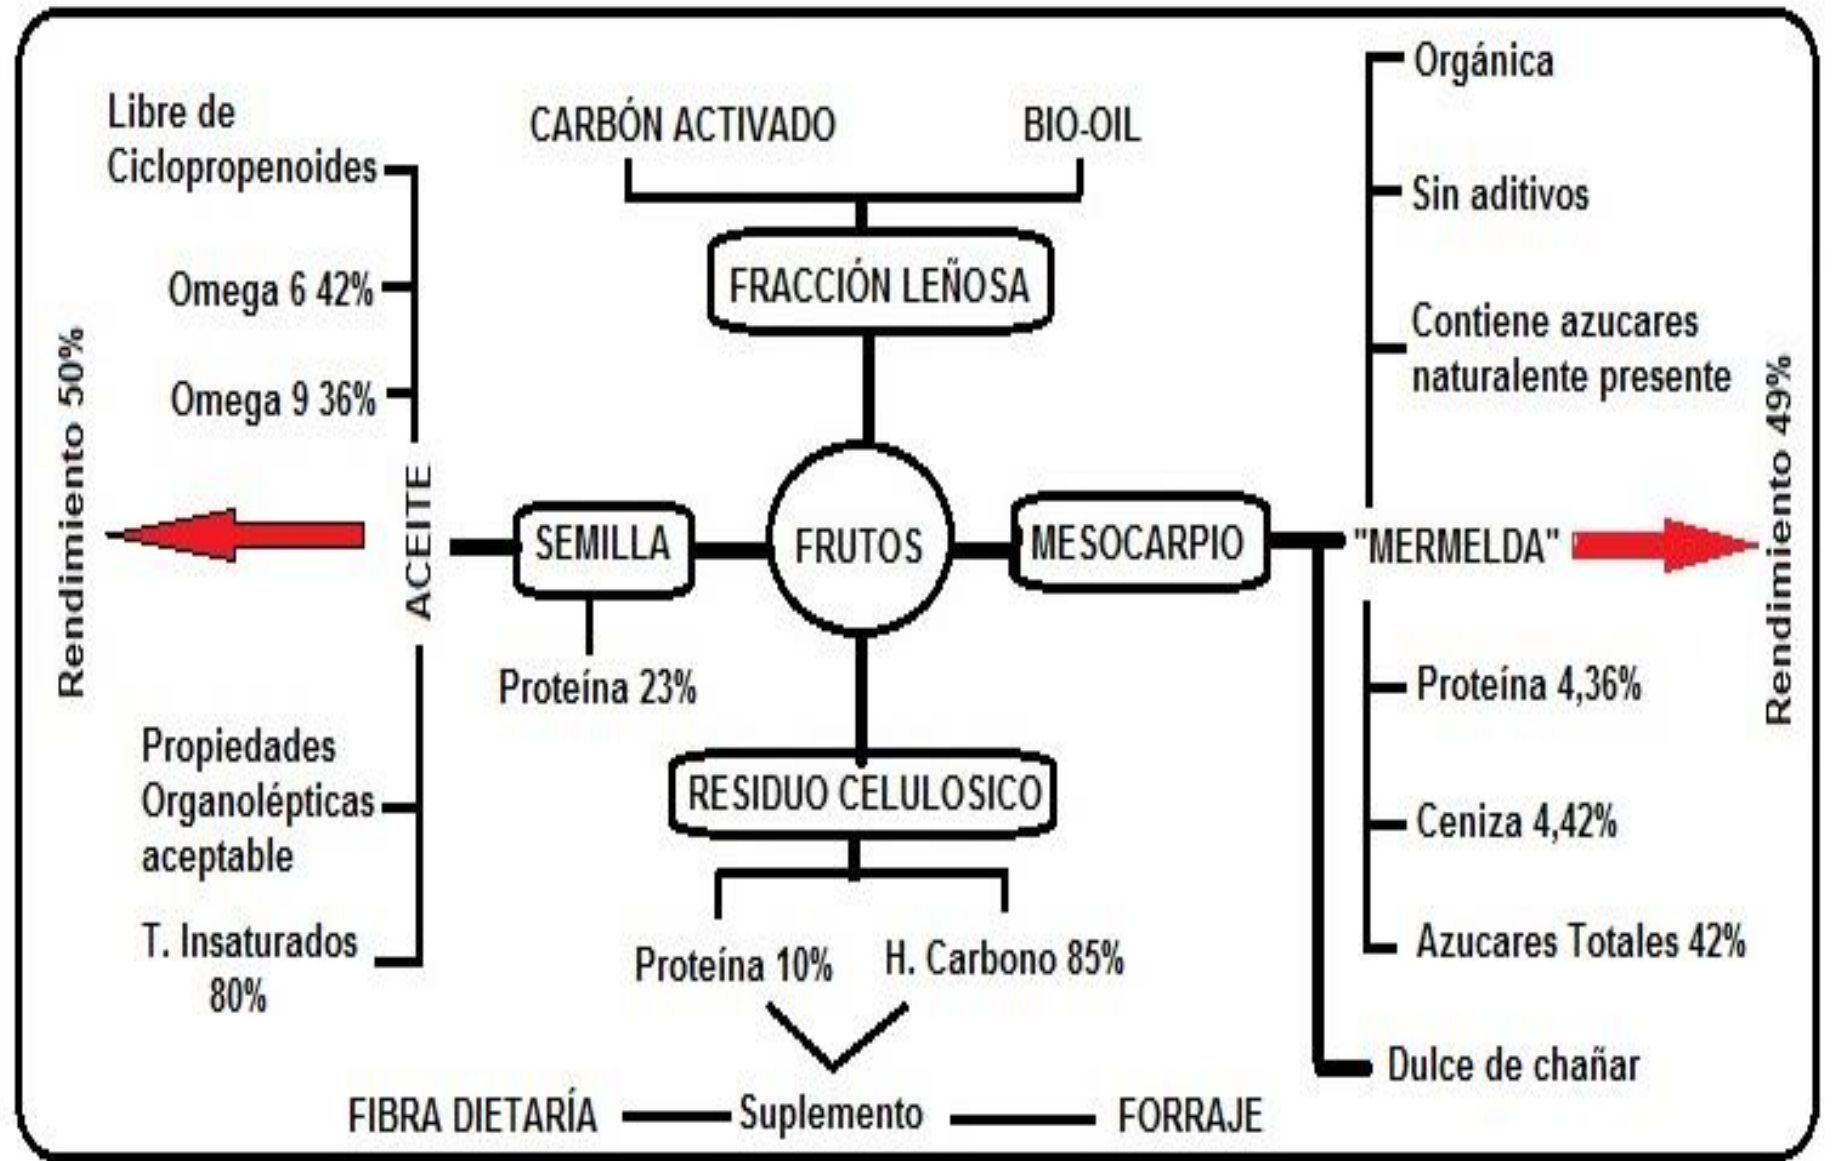 Libre de
Ciclopropenoides
Omega 6 42%
Omega 9 36%
Rendimiento 50%
ACEITE
Propiedades
Organolépticas
aceptable
T. Insaturados
80%
CARBÓN ACTIVADO
BIO-OIL
FRACCIÓN LEÑOSA
SEMILLA
FRUTOS
MESOCARPIO
Proteína 23%
RESIDUO CELULOSICO
Proteína 10%
H. Carbono 85%
FIBRA DIETARÍA
Suplemento
FORRAJE
Orgánica
Sin aditivos
Contiene azucares
naturalente presente
"MERMELDA"
Rendimiento 49%
Proteína 4,36%
Ceniza 4,42%
Azucares Totales 42%
Dulce de chañar